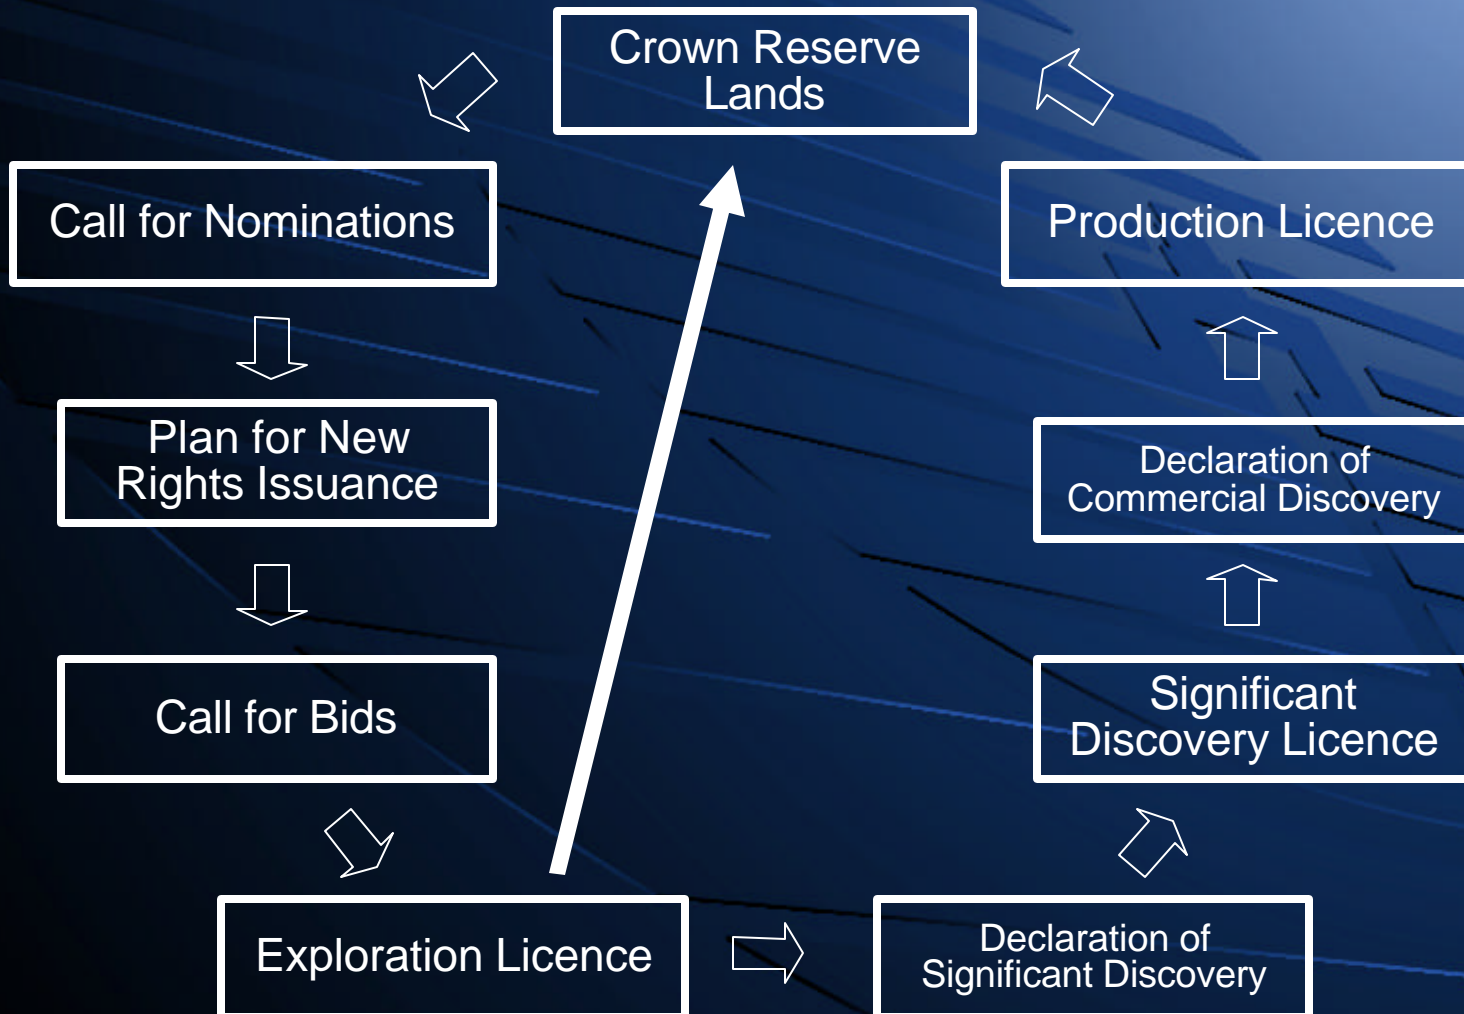 Crown Reserve
Lands
Call for Nominations
Production Licence
Plan for New
Rights Issuance
Declaration of
Commercial Discovery
Call for Bids
Significant
Discovery Licence
Exploration Licence
Declaration of
Significant Discovery